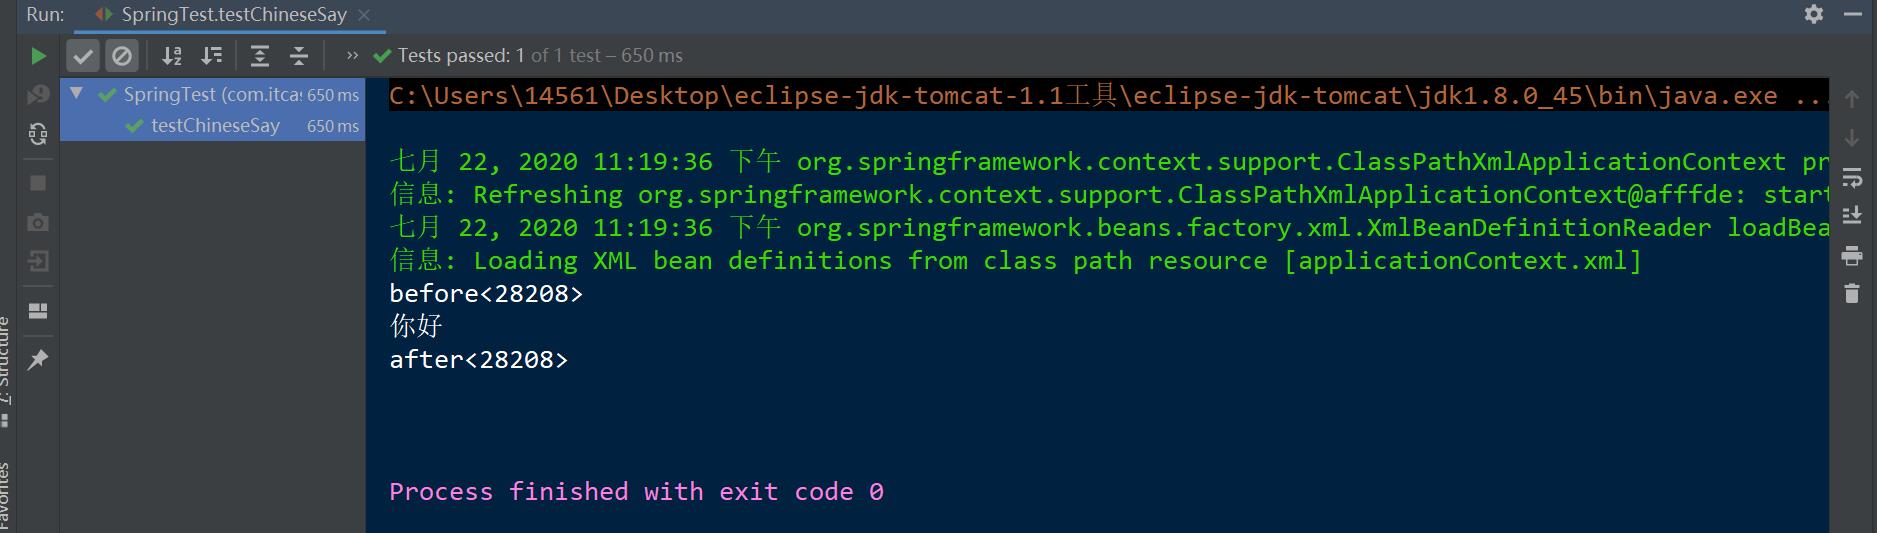 Run: SpringTest.testChineseSay
Tests passed: 1 of 1 test – 650 ms
SpringTest (com.itca 650 ms
testChineseSay 650 ms
C:\Users\14561\Desktop\eclipse-jdk-tomcat-1.1工具\eclipse-jdk-tomcat\jdk1.8.0_45\bin\java.exe ...
七月 22, 2020 11:19:36 下午 org.springframework.context.support.ClassPathXmlApplicationContext pr
信息: Refreshing org.springframework.context.support.ClassPathXmlApplicationContext@afffde: start
七月 22, 2020 11:19:36 下午 org.springframework.beans.factory.xml.XmlBeanDefinitionReader loadBea
信息: Loading XML bean definitions from class path resource [applicationContext.xml]
before<28208>
你好
after<28208>
Process finished with exit code 0
7: Structure
Favorites